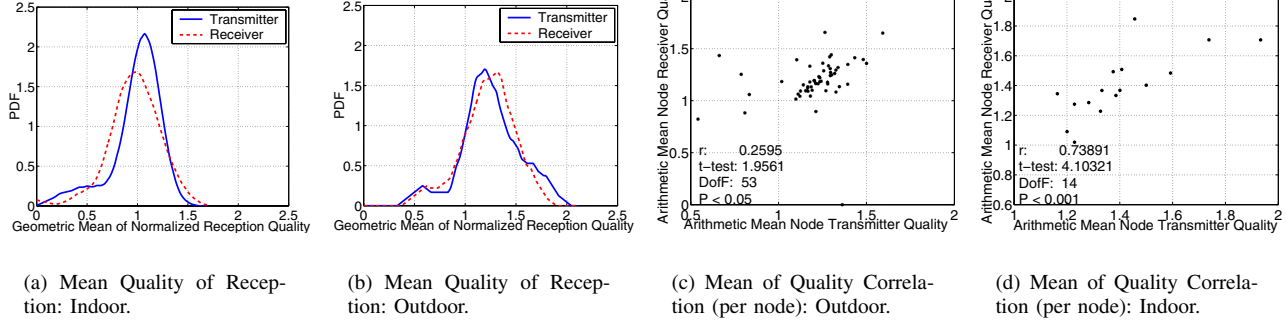 2.5
2
1.5
1
0.5
0
PDF
Transmitter
Receiver
0 0.5 1 1.5 2 2.5
Geometric Mean of Normalized Reception Quality
(a) Mean Quality of Recep-
tion: Indoor.
2.5
2
1.5
1
0.5
0
PDF
Transmitter
Receiver
0 0.5 1 1.5 2 2.5
Geometric Mean of Normalized Reception Quality
(b) Mean Quality of Recep-
tion: Outdoor.
Arithmetic Mean Node Receiver Qu
1.5
1
0.5
0
r: 0.2595
t-test: 1.9561
DofF: 53
P < 0.05
0.5 1 1.5 2
Arithmetic Mean Node Transmitter Quality
(c) Mean of Quality Correla-
tion (per node): Outdoor.
Arithmetic Mean Node Receiver Quality
1.8
1.6
1.4
1.2
1
0.8
0.6
r: 0.73891
t-test: 4.10321
DofF: 14
P < 0.001
1 1.2 1.4 1.6 1.8 2
Arithmetic Mean Node Transmitter Quality
(d) Mean of Quality Correla-
tion (per node): Indoor.